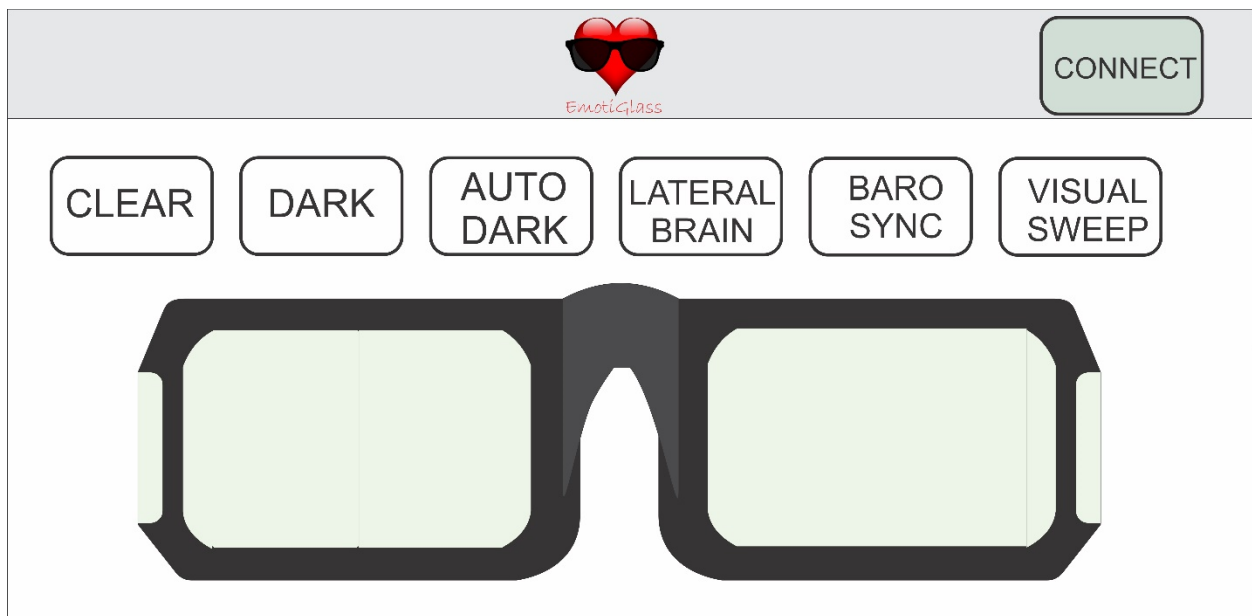 EmotiGlass
CONNECT
CLEAR
DARK
AUTO
DARK
LATERAL
BRAIN
BARO
SYNC
VISUAL
SWEEP